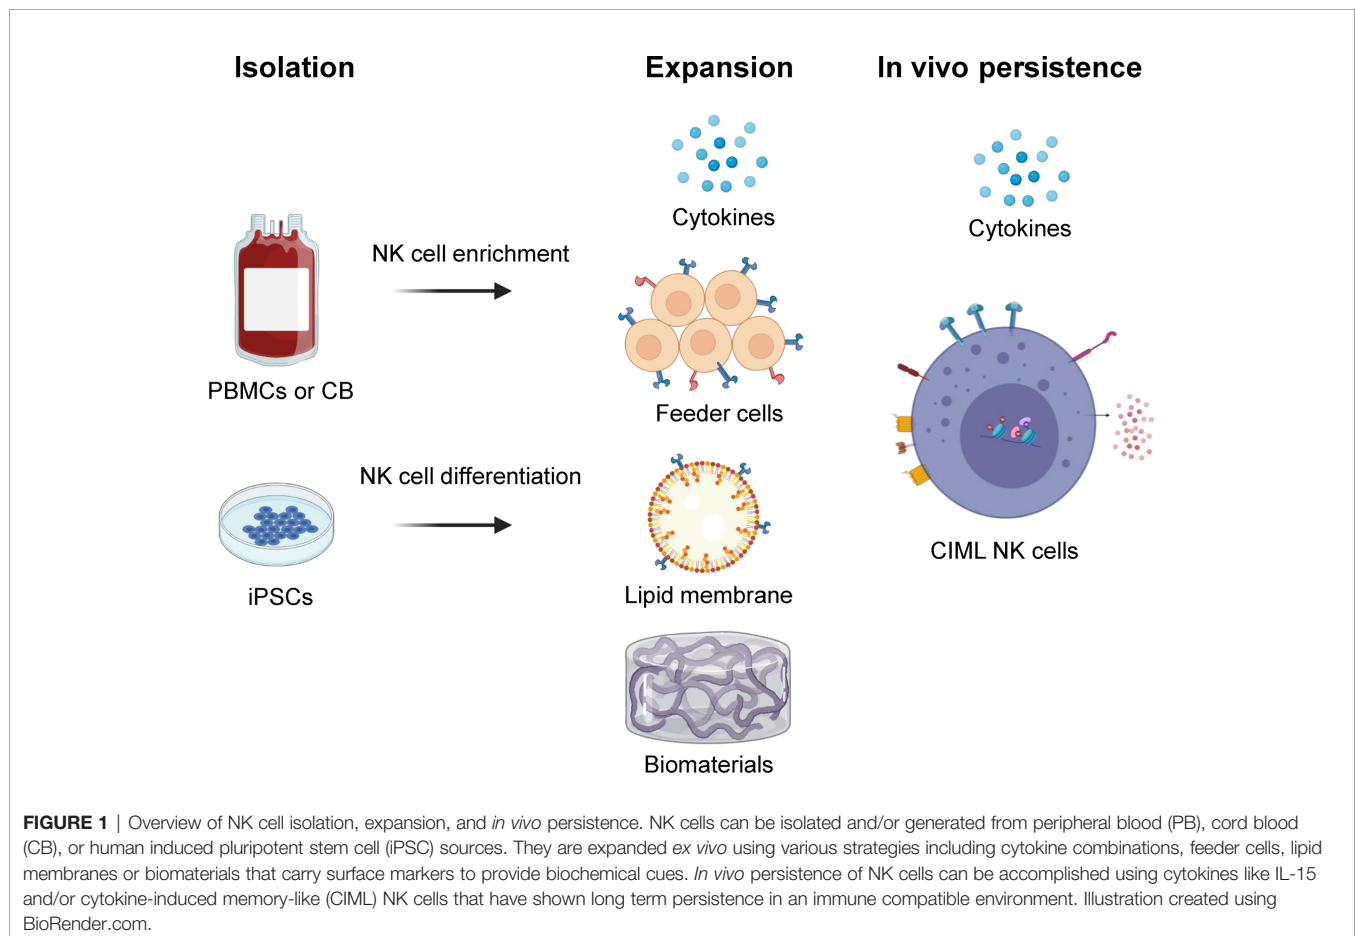 Isolation
Expansion
In vivo persistence
Cytokines
Cytokines
NK cell enrichment
PBMCs or CB
Feeder cells
NK cell differentiation
CIML NK cells
iPSCs
Lipid membrane
Biomaterials
FIGURE 1 | Overview of NK cell isolation, expansion, and in vivo persistence. NK cells can be isolated and/or generated from peripheral blood (PB), cord blood
(CB), or human induced pluripotent stem cell (iPSC) sources. They are expanded ex vivo using various strategies including cytokine combinations, feeder cells, lipid
membranes or biomaterials that carry surface markers to provide biochemical cues. In vivo persistence of NK cells can be accomplished using cytokines like IL-15
and/or cytokine-induced memory-like (CIML) NK cells that have shown long term persistence in an immune compatible environment. Illustration created using
BioRender.com.